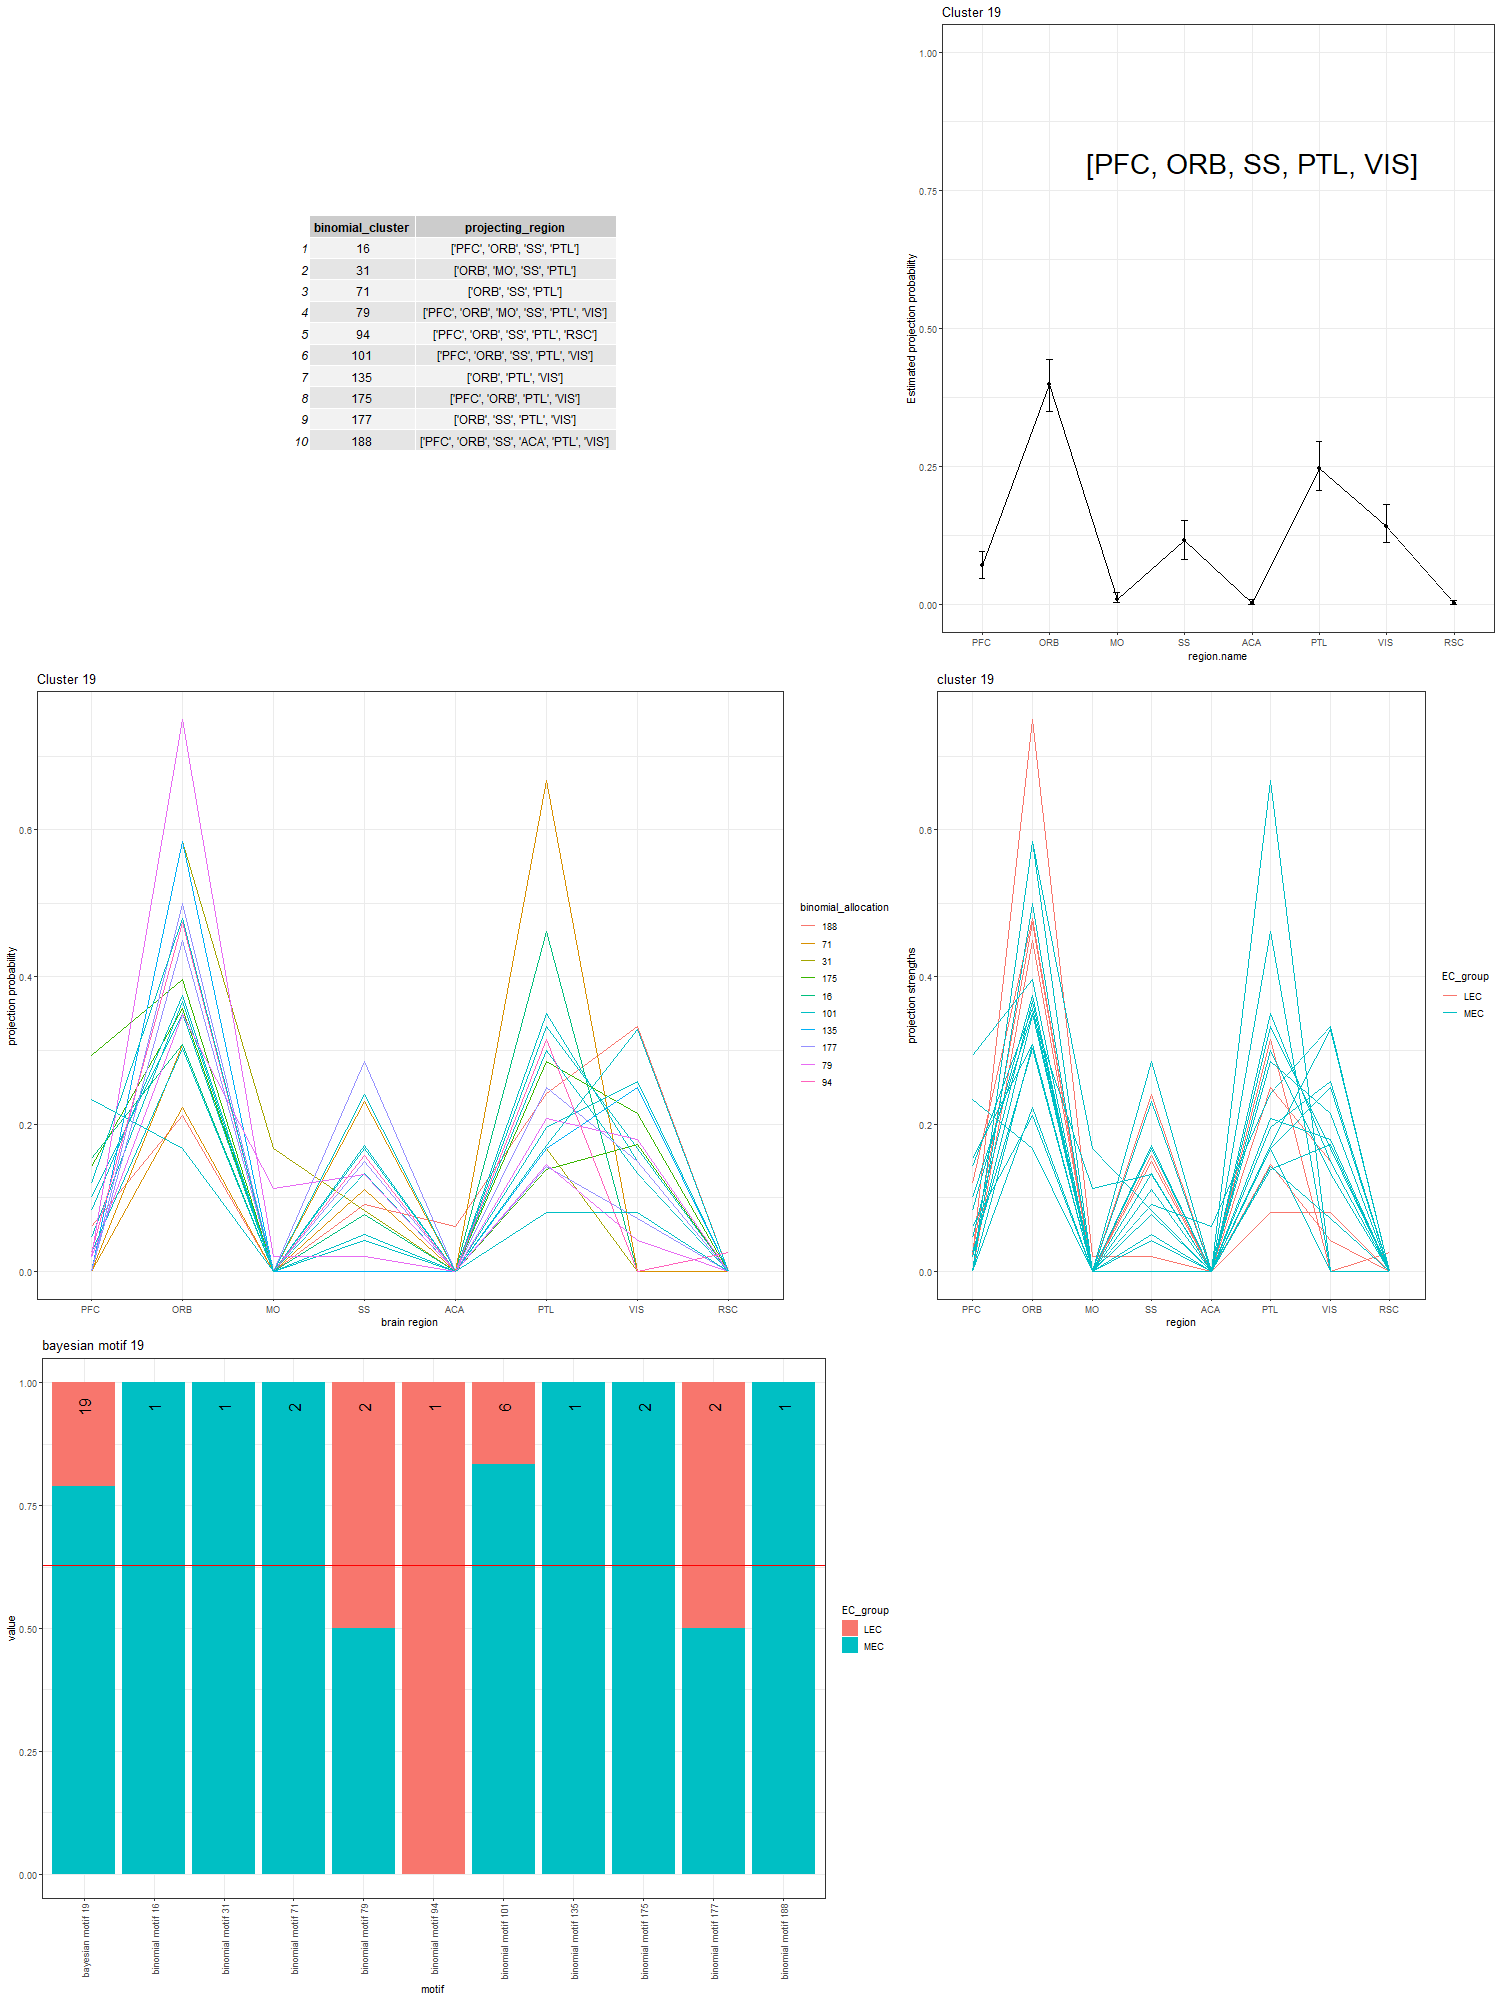 Cluster 19
1.00
0.75
0.50
0.25
0.00
Estimated projection probability
[PFC, ORB, SS, PTL, VIS]
PFC ORB MO SS ACA PTL VIS RSC
region.name
binomial_cluster projecting_region
1 16 ['PFC', 'ORB', 'SS', 'PTL']
2 31 ['ORB', 'MO', 'SS', 'PTL']
3 71 ['ORB', 'SS', 'PTL']
4 79 ['PFC', 'ORB', 'MO', 'SS', 'PTL', 'VIS']
5 94 ['PFC', 'ORB', 'SS', 'PTL', 'RSC']
6 101 ['PFC', 'ORB', 'SS', 'PTL', 'VIS']
7 135 ['ORB', 'PTL', 'VIS']
8 175 ['PFC', 'ORB', 'PTL', 'VIS']
9 177 ['ORB', 'SS', 'PTL', 'VIS']
10 188 ['PFC', 'ORB', 'SS', 'ACA', 'PTL', 'VIS']
Cluster 19
0.6
0.4
0.2
0.0
projection probability
PFC ORB MO SS ACA PTL VIS RSC
brain region
binomial_allocation
188
71
31
175
16
101
135
177
79
94
cluster 19
0.6
0.4
0.2
0.0
projection strengths
PFC ORB MO SS ACA PTL VIS RSC
region
EC_group
LEC
MEC
bayesian motif 19
1.00
0.75
0.50
0.25
0.00
value
19 1 1 2 2 1 6 1 2 2 1
bayesian motif 19
binomial motif 16
binomial motif 31
binomial motif 71
binomial motif 79
binomial motif 94
binomial motif 101
binomial motif 135
binomial motif 175
binomial motif 177
binomial motif 188
motif
EC_group
LEC
MEC